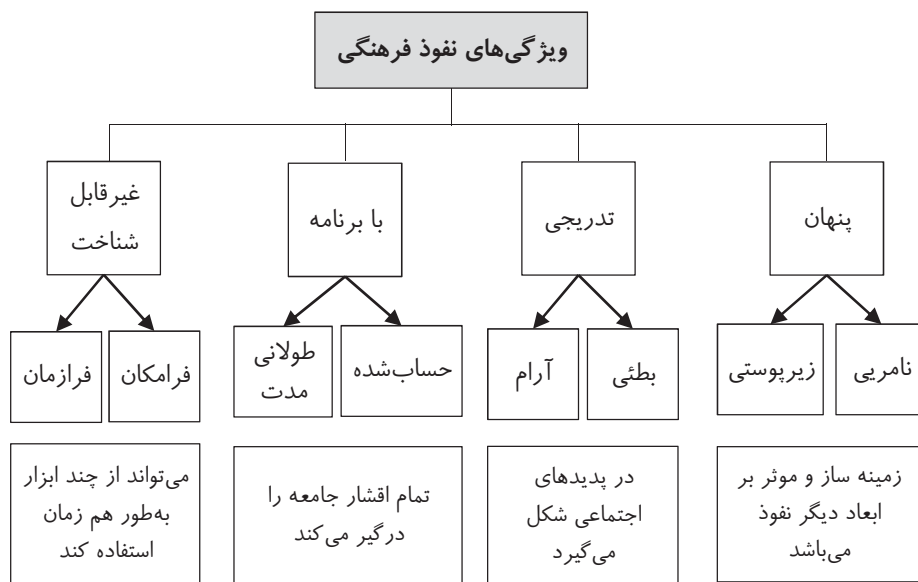 ویژگی‌های نفوذ فرهنگی
پنهان
تدریجی
با برنامه
غیرقابل
شناخت
نامریی
زیرپوستی
بطئی
آرام
حساب‌شده
طولانی
مدت
فرامکان
فرازمان
زمینه ساز و موثر بر
ابعاد دیگر نفوذ
می‌باشد
در پدیدهای
اجتماعی شکل
می‌گیرد
تمام اقشار جامعه را
درگیر می‌کند
می‌تواند از چند ابزار
به‌طور هم زمان
استفاده کند